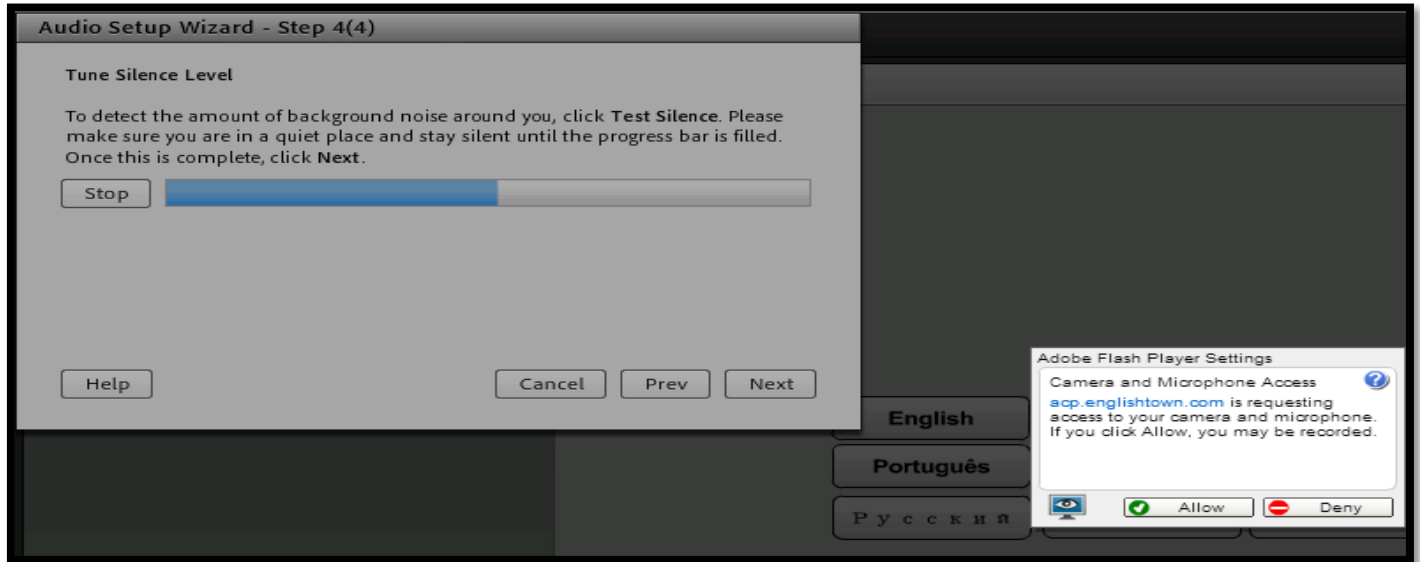 Audio Setup Wizard - Step 4(4)
Tune Silence Level
To detect the amount of background noise around you, click Test Silence. Please
make sure you are in a quiet place and stay silent until the progress bar is filled.
Once this is complete, click Next.
Stop
Help
Cancel
Prev
Next
English
Português
Русский
Adobe Flash Player Settings
Camera and Microphone Access
acp.englishtown.com is requesting
access to your camera and microphone.
If you click Allow, you may be recorded.
Allow
Deny